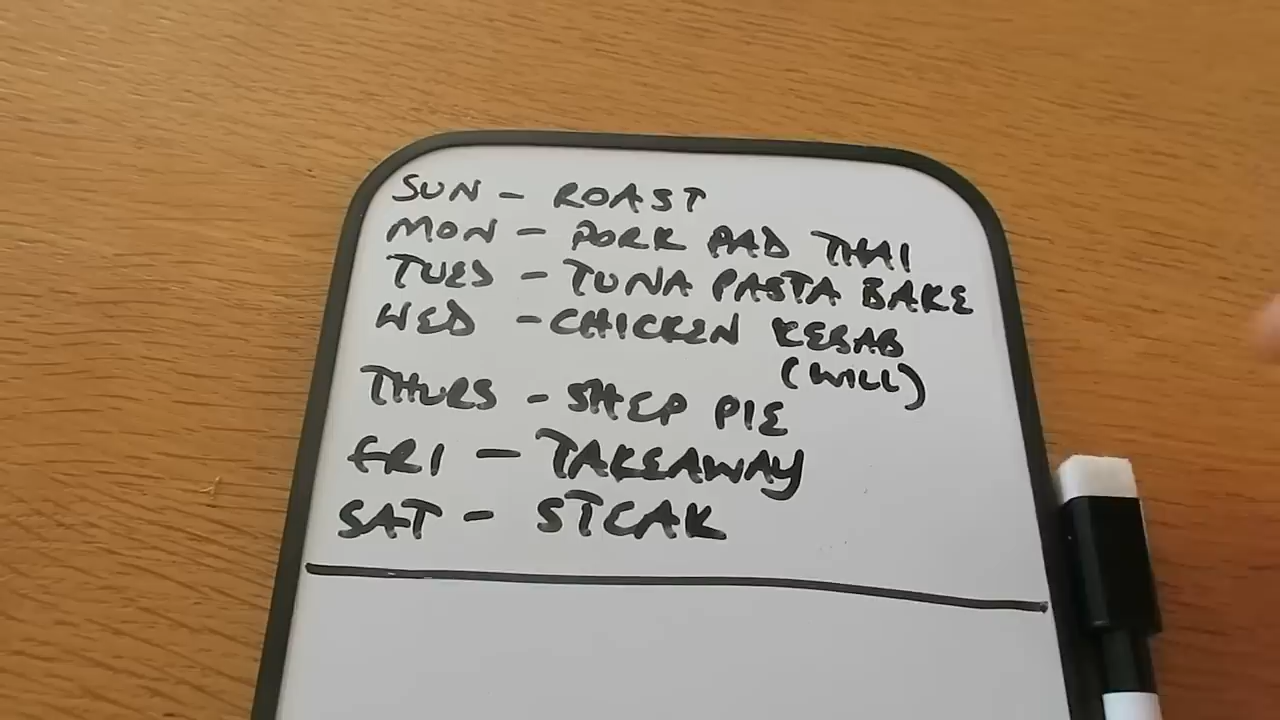 SUN - ROAST
MON - PORK PAD THAI
TUES - TUNA PASTA BAKE
WED - CHICKEN KEBAB
(WILL)
THURS - SHEP PIE
FRI - TAKEAWAY
SAT - STEAK